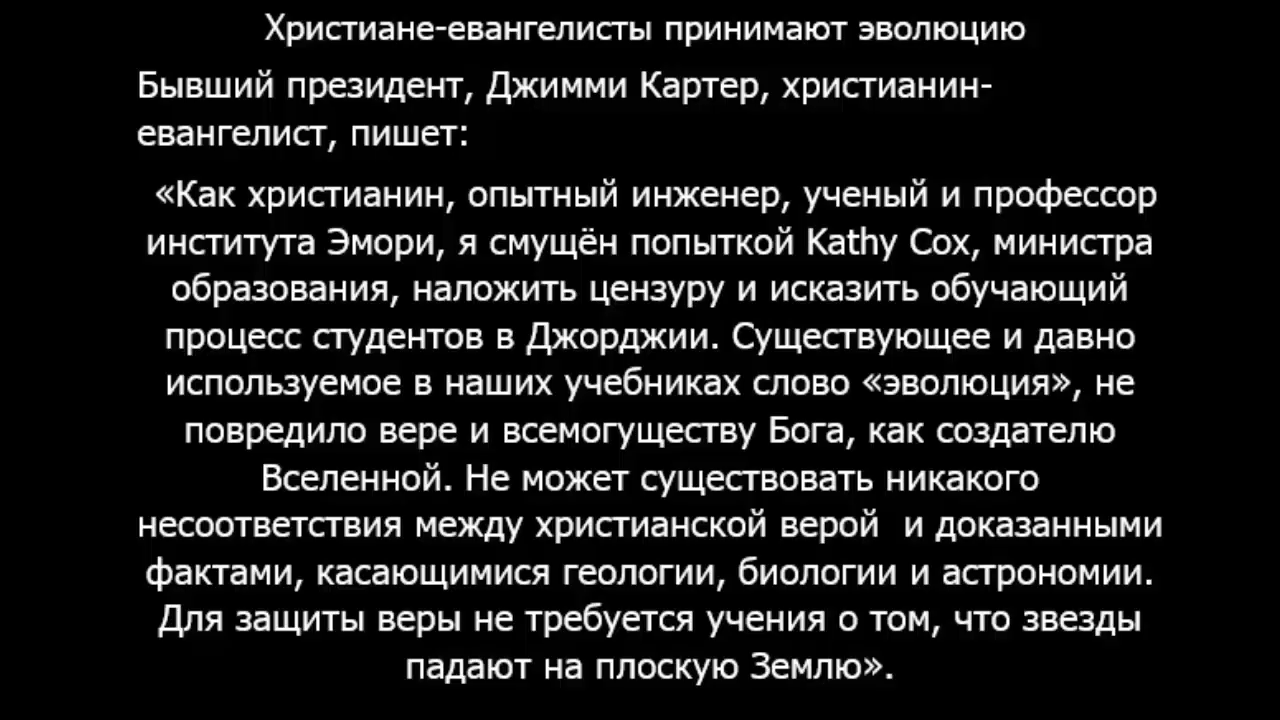 Христиане-евангелисты принимают эволюцию
Бывший президент, Джимми Картер, христианин-
евангелист, пишет:
«Как христианин, опытный инженер, ученый и профессор
института Эмори, я смущён попыткой Kathy Cox, министра
образования, наложить цензуру и исказить обучающий
процесс студентов в Джорджии. Существующее и давно
используемое в наших учебниках слово «эволюция», не
повредило вере и всемогуществу Бога, как создателю
Вселенной. Не может существовать никакого
несоответствия между христианской верой  и доказанными
фактами, касающимися геологии, биологии и астрономии.
Для защиты веры не требуется учения о том, что звезды
падают на плоскую Землю».